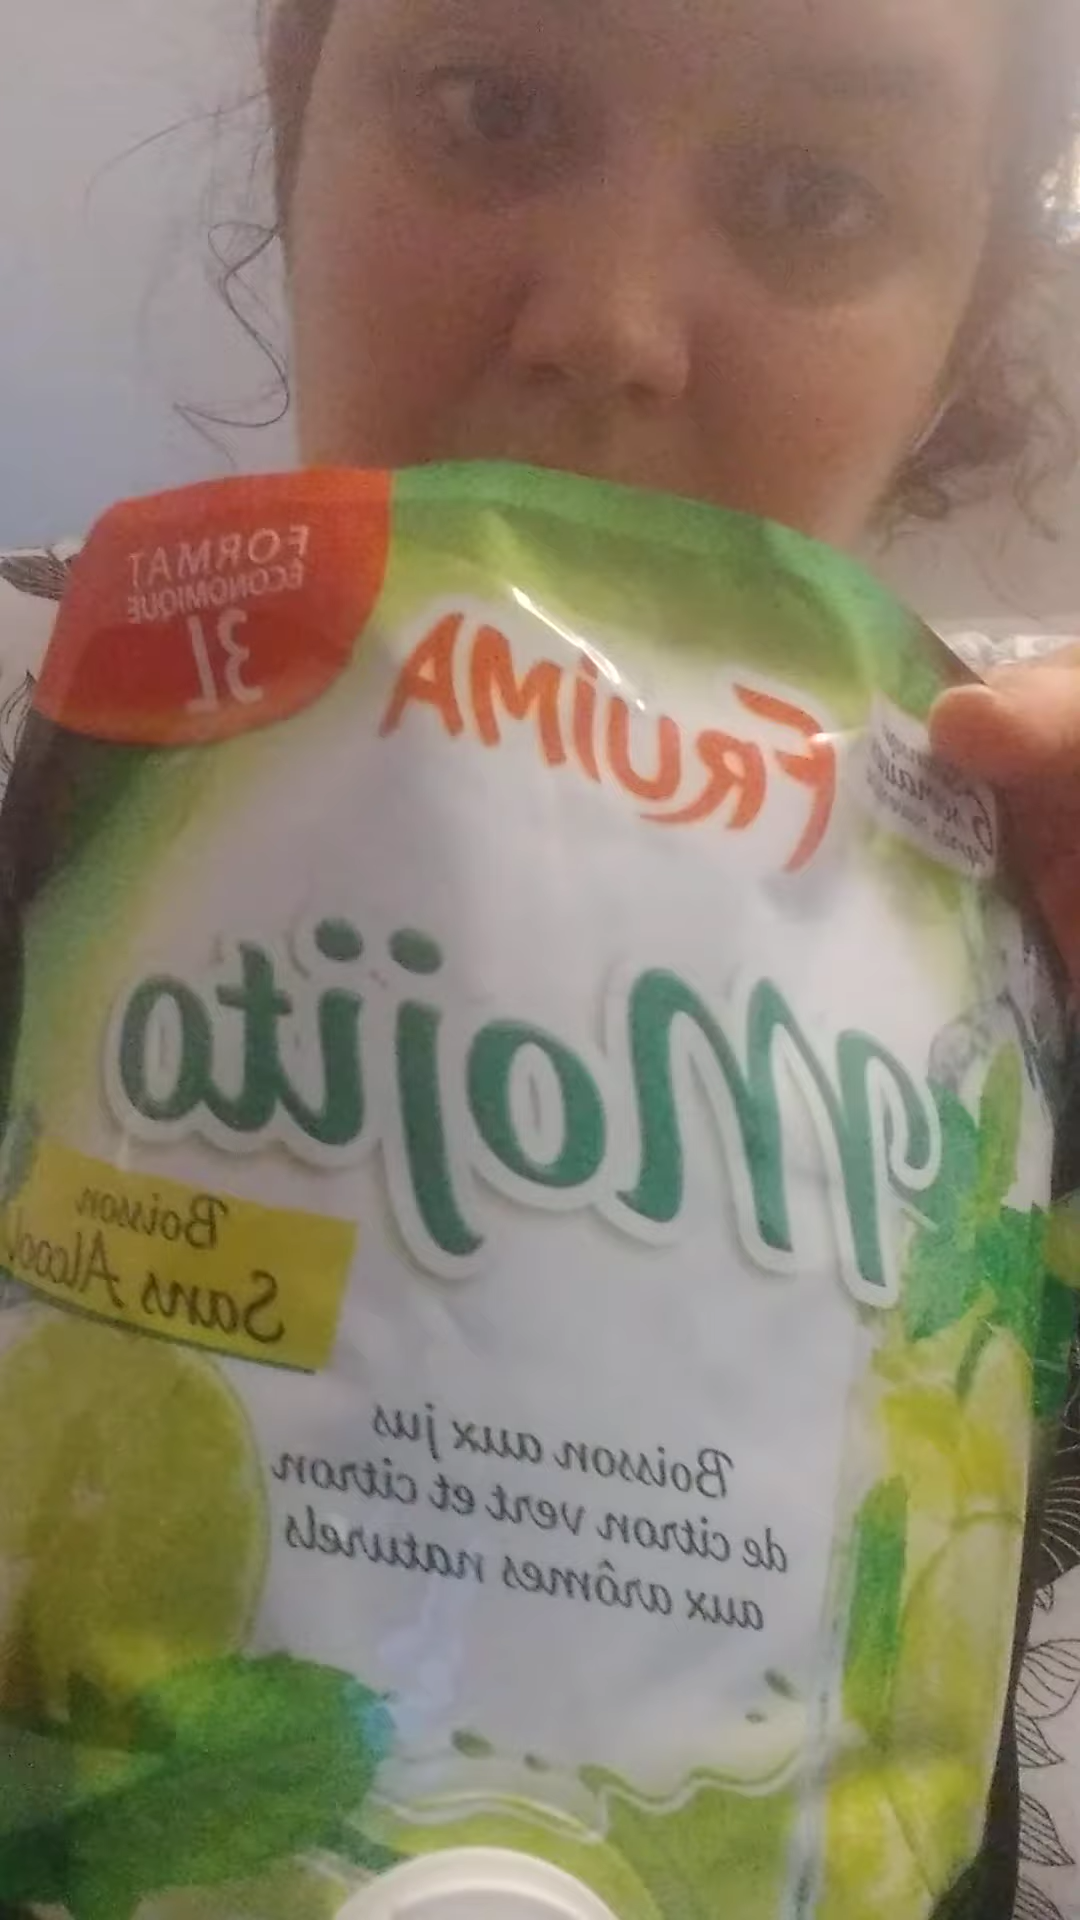 FORMAT
ÉCONOMIQUE
3L
FRUiMA
Mojito
Boisson
Sans Alcool
Boisson aux jus
de citron vert et citron
aux arômes naturels